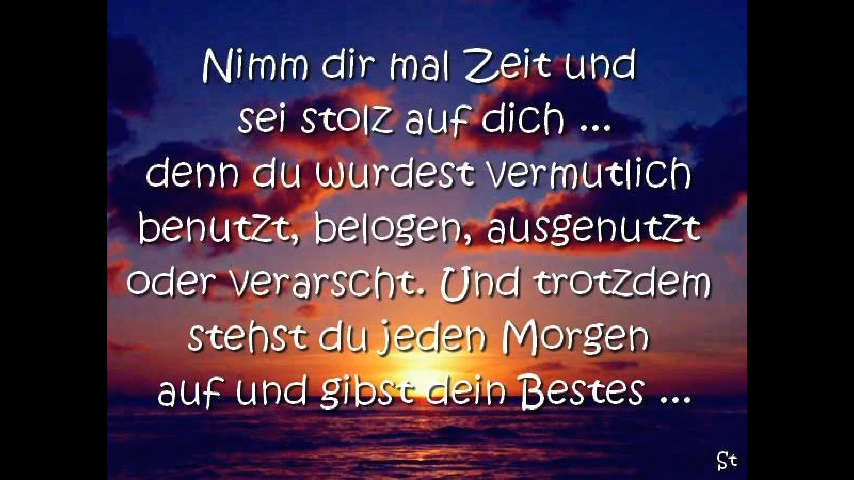 Nimm dir mal Zeit und
sei stolz auf dich ...
denn du wurdest vermutlich
benutzt, belogen, ausgenutzt
oder verarscht. Und trotzdem
stehst du jeden Morgen
auf und gibst dein Bestes ...
St